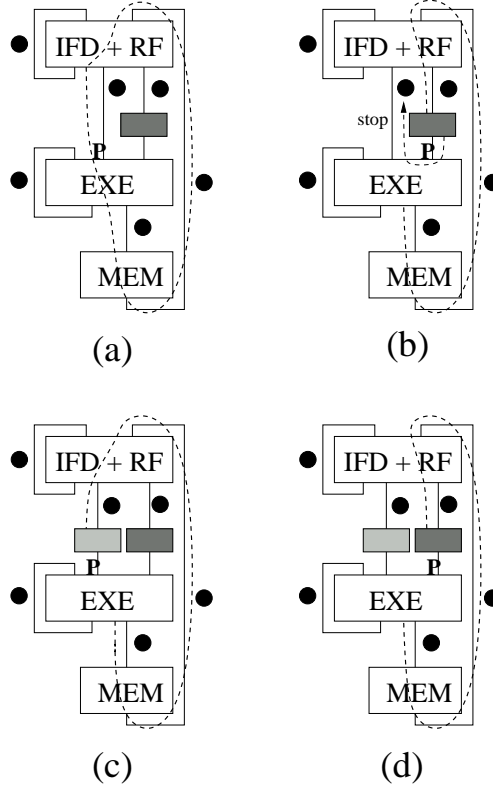 IFD + RF
P
EXE
MEM
(a)
IFD + RF
stop
P
EXE
MEM
(b)
IFD + RF
P
EXE
MEM
(c)
IFD + RF
P
EXE
MEM
(d)